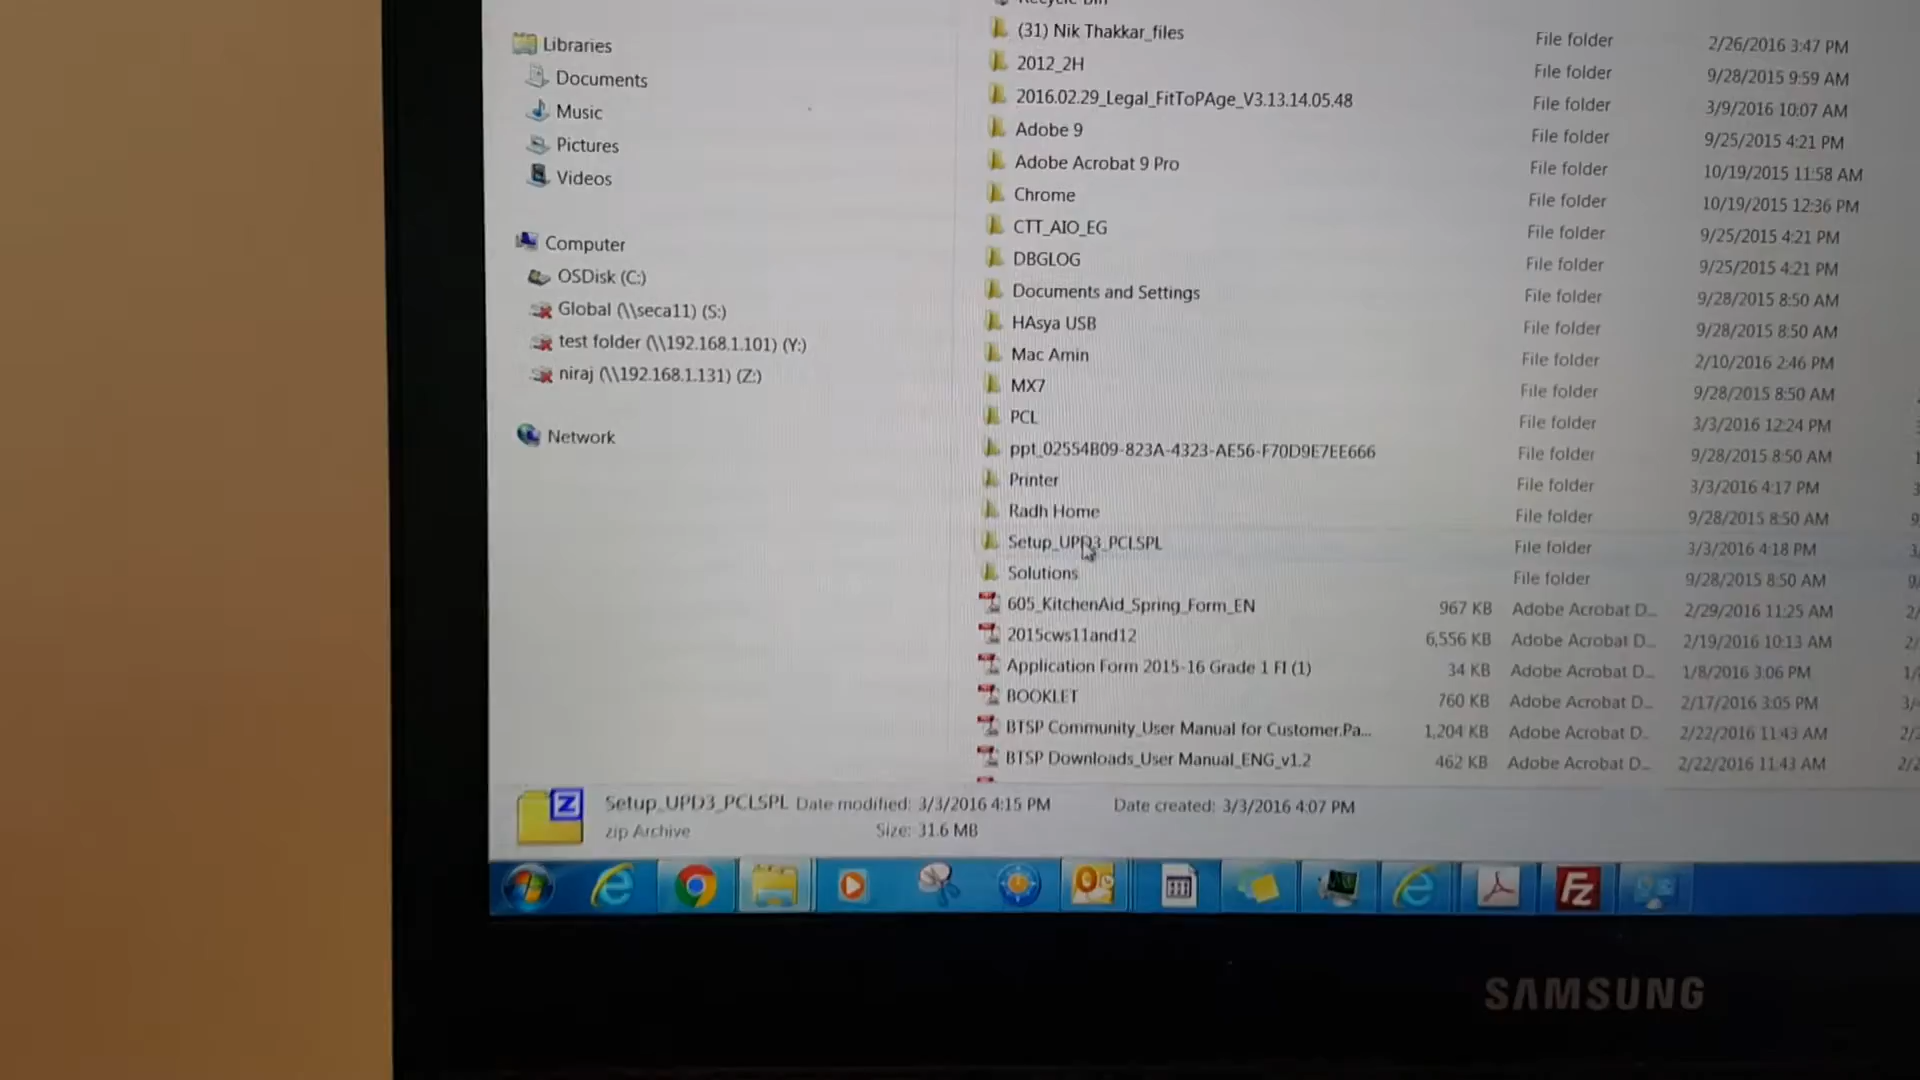 Libraries
Documents
Music
Pictures
Videos
Computer
OSDisk (C:)
Global (\\seca11) (S:)
test folder (\\192.168.1.101) (Y:)
niraj (\\192.168.1.131) (Z:)
Network
Recycle Bin
(31) Nik Thakkar_files File folder 2/26/2016 3:47 PM
2012_2H File folder 9/28/2015 9:59 AM
2016.02.29_Legal_FitToPAge_V3.13.14.05.48 File folder 3/9/2016 10:07 AM
Adobe 9 File folder 9/25/2015 4:21 PM
Adobe Acrobat 9 Pro File folder 10/19/2015 11:58 AM
Chrome File folder 10/19/2015 12:36 PM
CTT_AIO_EG File folder 9/25/2015 4:21 PM
DBGLOG File folder 9/25/2015 4:21 PM
Documents and Settings File folder 9/28/2015 8:50 AM
HAsya USB File folder 9/28/2015 8:50 AM
Mac Amin File folder 2/10/2016 2:46 PM
MX7 File folder 9/28/2015 8:50 AM
PCL File folder 3/3/2016 12:24 PM
ppt_02554B09-823A-4323-AE56-F70D9E7EE666 File folder 9/28/2015 8:50 AM
Printer File folder 3/3/2016 4:17 PM
Radh Home File folder 9/28/2015 8:50 AM
Setup_UPD3_PCLSPL File folder 3/3/2016 4:18 PM
Solutions File folder 9/28/2015 8:50 AM
605_KitchenAid_Spring_Form_EN 967 KB Adobe Acrobat D... 2/29/2016 11:25 AM
2015cws11and12 6,556 KB Adobe Acrobat D... 2/19/2016 10:13 AM
Application Form 2015-16 Grade 1 FI (1) 34 KB Adobe Acrobat D... 1/8/2016 3:06 PM
BOOKLET 760 KB Adobe Acrobat D... 2/17/2016 3:05 PM
BTSP Community_User Manual for Customer.Pa... 1,204 KB Adobe Acrobat D... 2/22/2016 11:43 AM
BTSP Downloads_User Manual_ENG_v1.2 462 KB Adobe Acrobat D... 2/22/2016 11:43 AM
Setup_UPD3_PCLSPL Date modified: 3/3/2016 4:15 PM Date created: 3/3/2016 4:07 PM
zip Archive Size: 31.6 MB
SAMSUNG